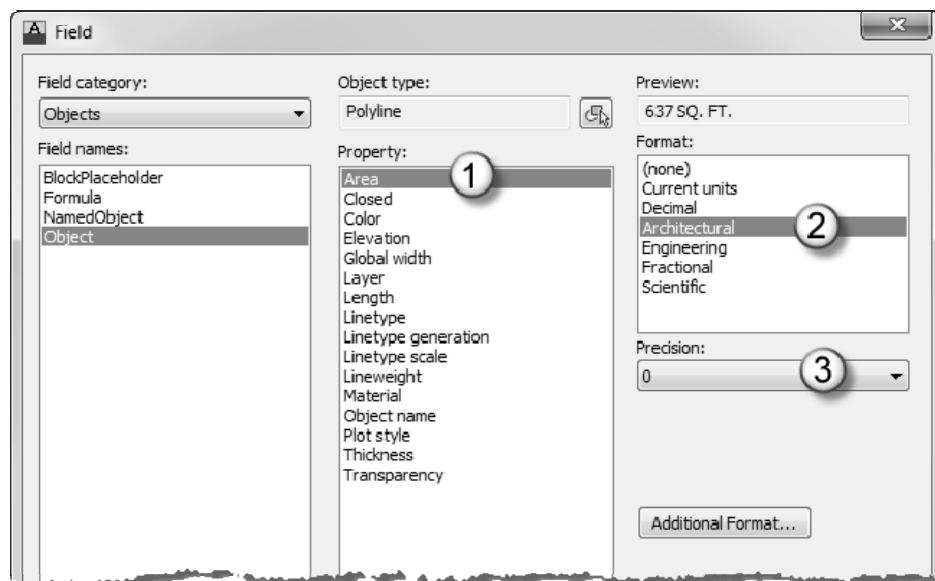 Field
Field category:
Objects
Field names:
BlockPlaceholder
Formula
NamedObject
Object
Object type:
Polyline
Property:
Area
1
Closed
Color
Elevation
Global width
Layer
Length
Linetype
Linetype generation
Linetype scale
Lineweight
Material
Object name
Plot style
Thickness
Transparency
Preview:
637 SQ. FT.
Format:
(none)
Current units
Decimal
Architectural
2
Engineering
Fractional
Scientific
Precision:
0
3
Additional Format...